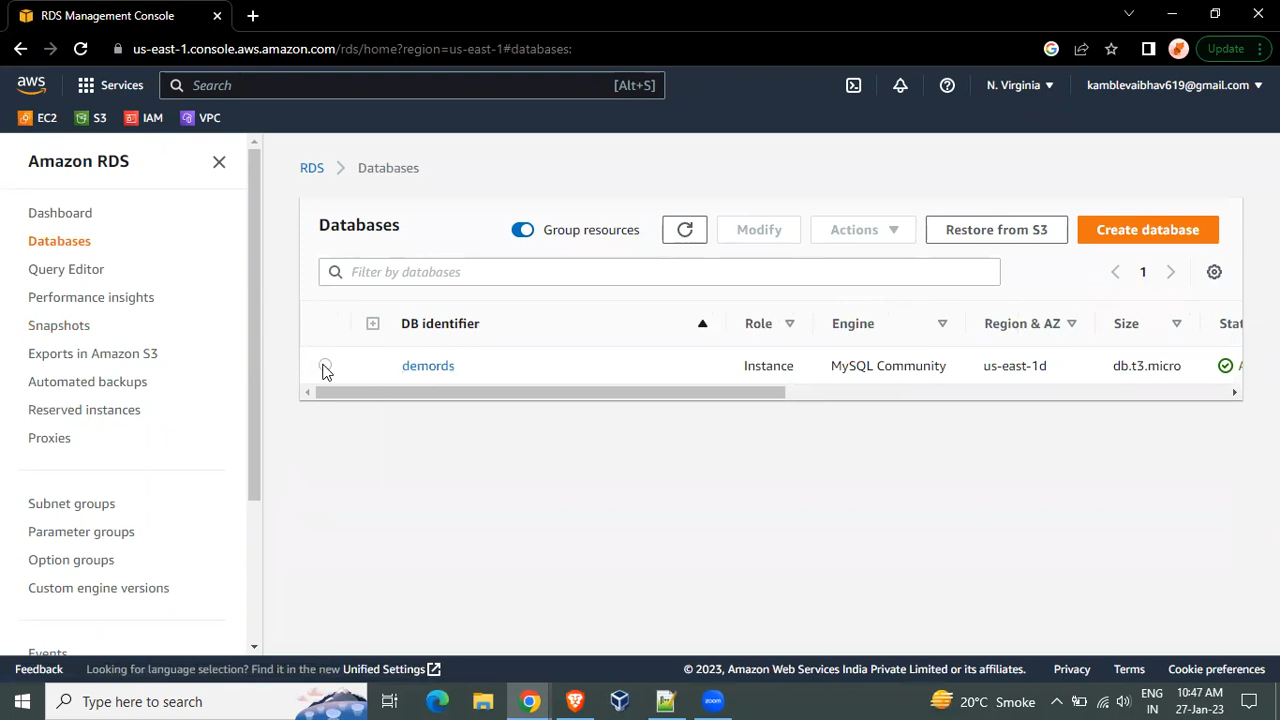 RDS Management Console
us-east-1.console.aws.amazon.com/rds/home?region=us-east-1#databases:
Update
aws
Services
Search
[Alt+S]
N. Virginia
kamblevaibhav619@gmail.com
EC2
S3
IAM
VPC
Amazon RDS
Dashboard
Databases
Query Editor
Performance insights
Snapshots
Exports in Amazon S3
Automated backups
Reserved instances
Proxies
Subnet groups
Parameter groups
Option groups
Custom engine versions
Events
RDS
Databases
Databases
Group resources
Modify
Actions
Restore from S3
Create database
Filter by databases
1
DB identifier
Role
Engine
Region & AZ
Size
demords
Instance
MySQL Community
us-east-1d
db.t3.micro
Feedback
Looking for language selection? Find it in the new Unified Settings
© 2023, Amazon Web Services India Private Limited or its affiliates.
Privacy
Terms
Cookie preferences
Type here to search
zoom
20°C Smoke
ENG
IN
10:47 AM
27-Jan-23